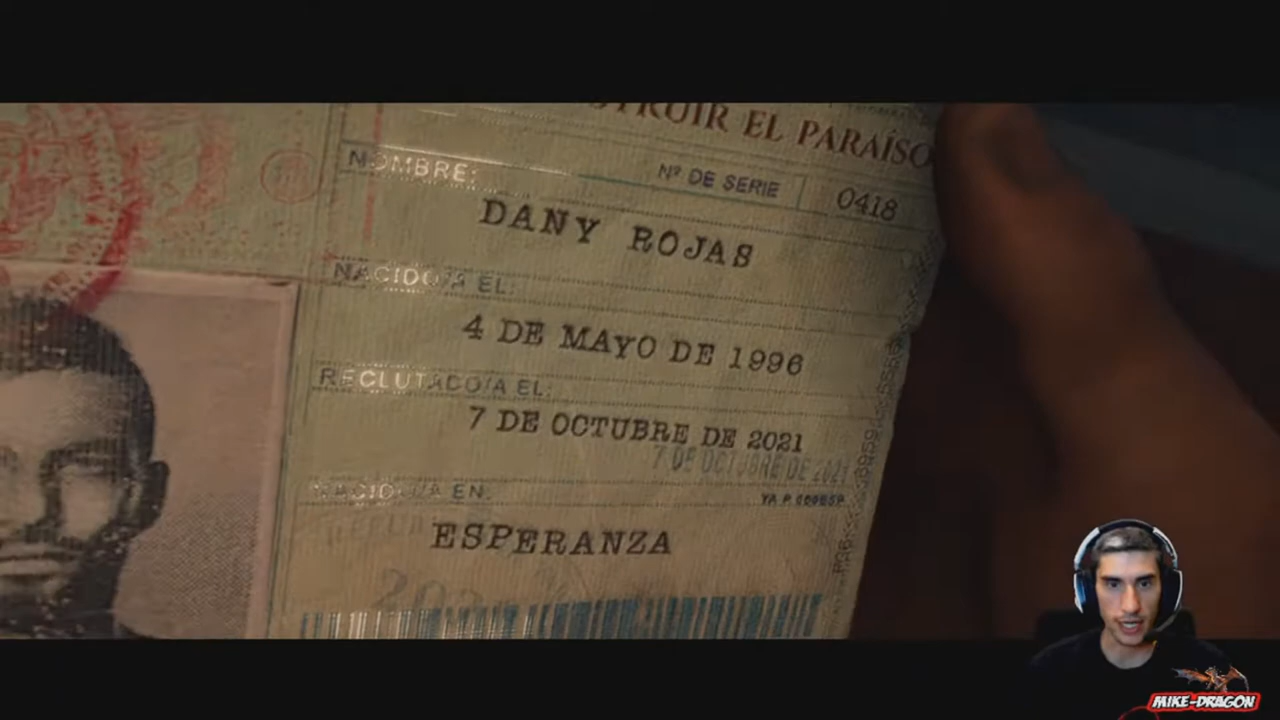 RUIR EL PARAÍSO
NOMBRE:
Nº DE SERIE
0418
DANY ROJAS
NACIDO/A EL:
4 DE MAYO DE 1996
RECLUTADO/A EL:
7 DE OCTUBRE DE 2021
7 DE OCTUBRE DE 2021
NACIDO/A EN:
ESPERANZA
MIKE-DRAGON